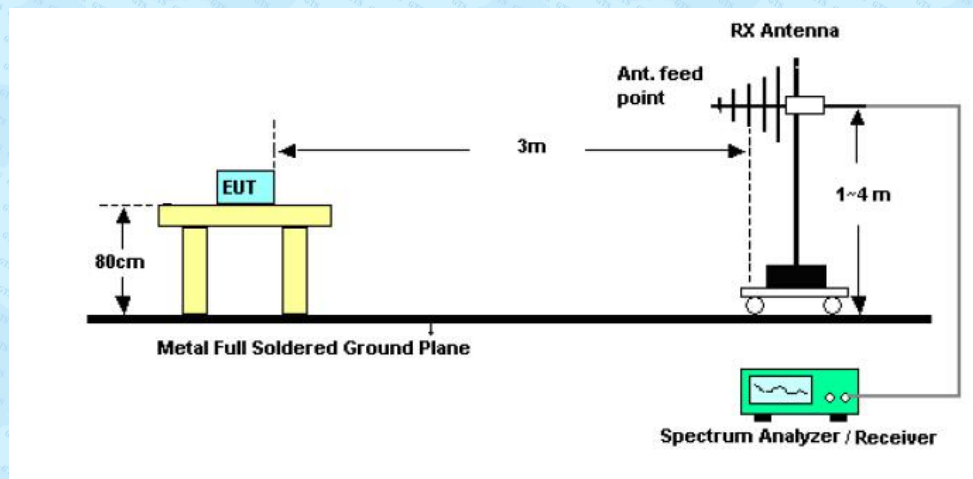 RX Antenna
Ant. feed
point
3m
EUT
1~4 m
80cm
Metal Full Soldered Ground Plane
Spectrum Analyzer / Receiver